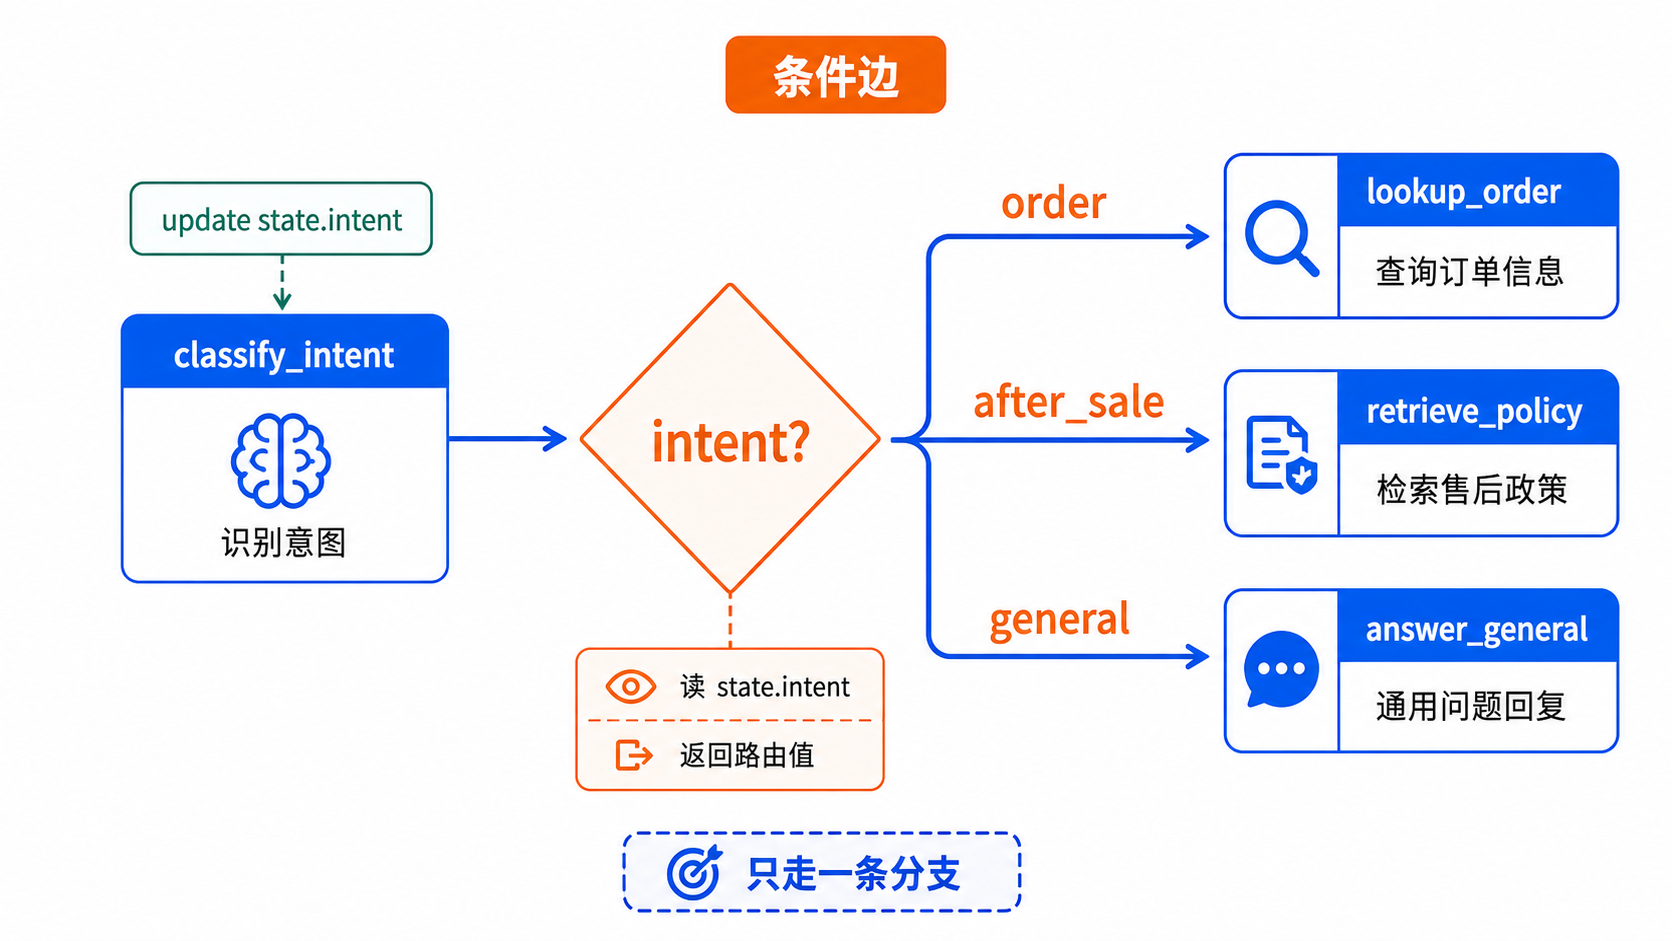 条件边
update state.intent
classify_intent
识别意图
intent?
读 state.intent
返回路由值
order
after_sale
general
lookup_order
查询订单信息
retrieve_policy
检索售后政策
answer_general
通用问题回复
只走一条分支